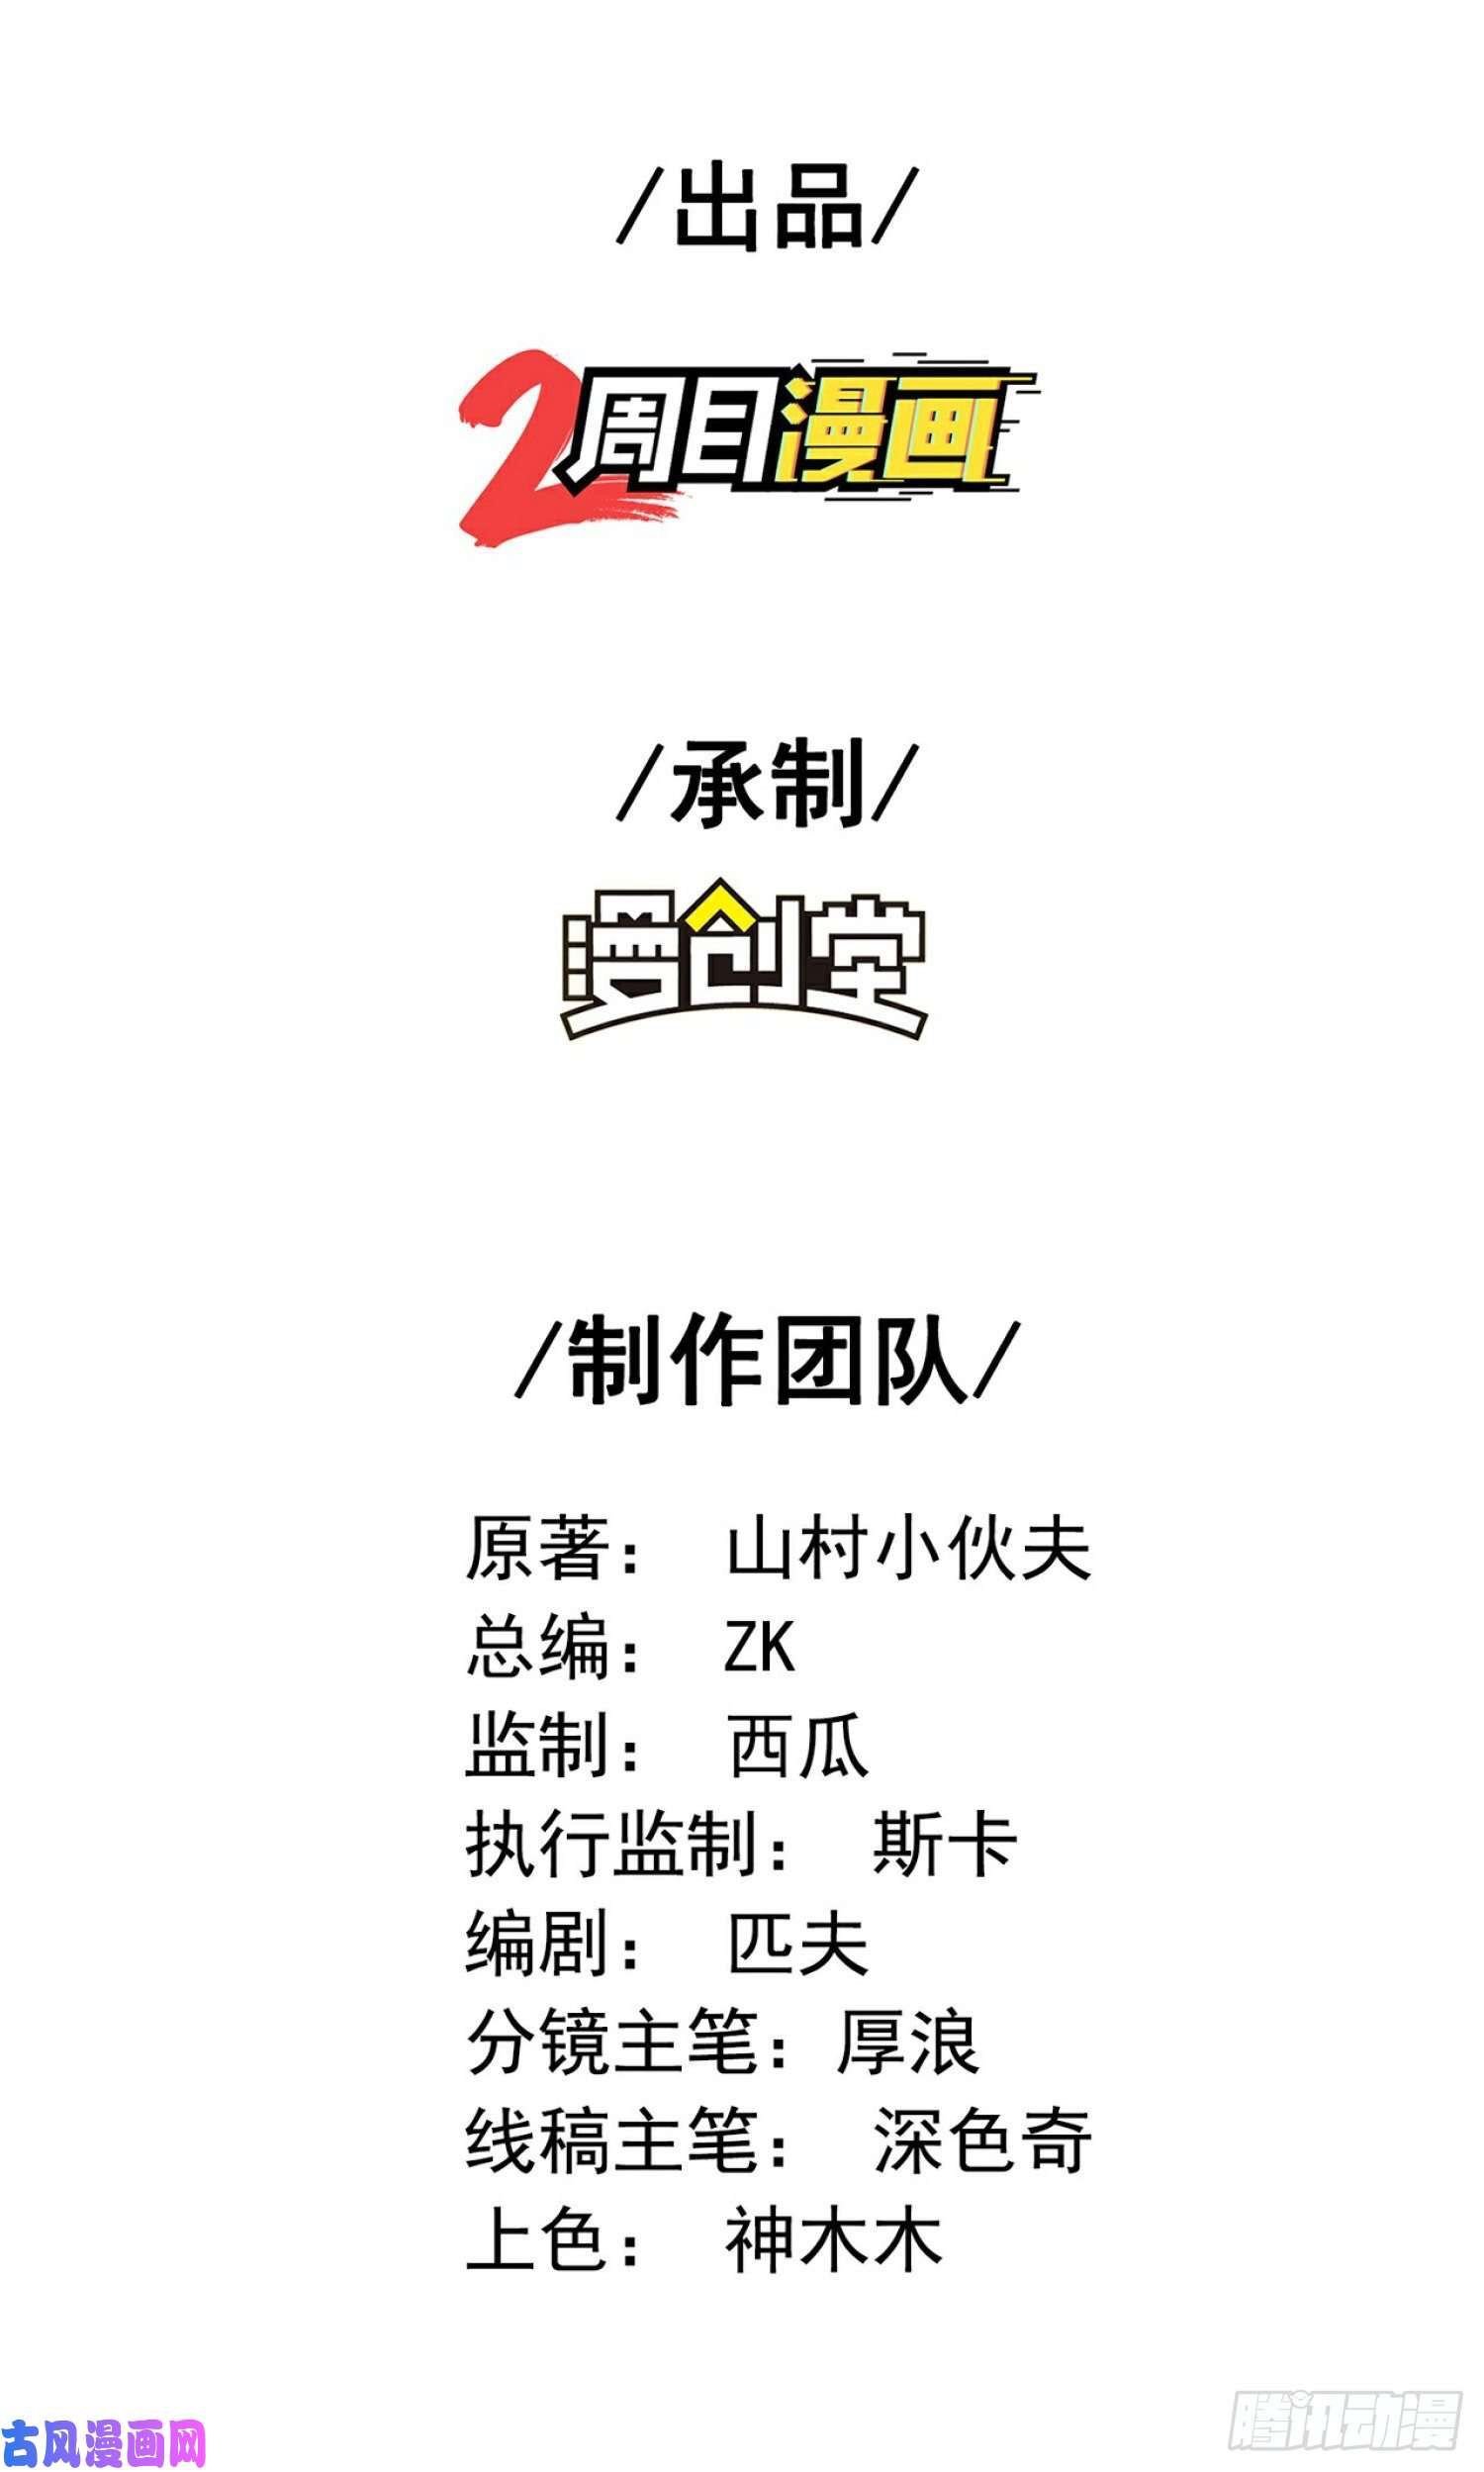 /出品/
2周目漫画
/承制/
漫创堂
/制作团队/
原著： 山村小伙夫
总编： ZK
监制： 西瓜
执行监制： 斯卡
编剧： 匹夫
分镜主笔：厚浪
线稿主笔： 深色奇
上色： 神木木
古风漫画网
腾讯动漫